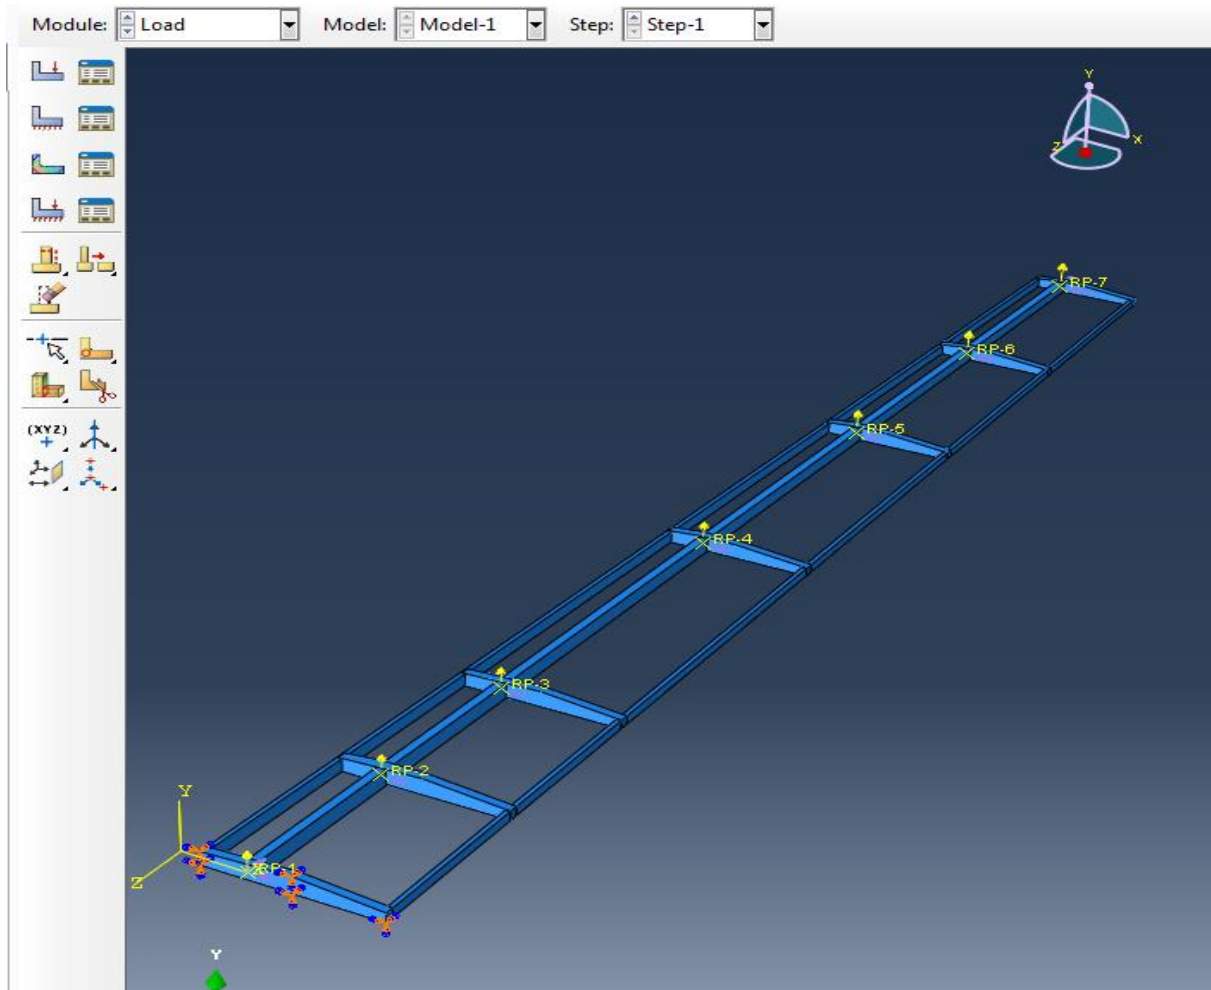 Module: Load Model: Model-1 Step: Step-1
Y
X
Z
RP-7
RP-6
RP-5
RP-4
RP-3
RP-2
Y
RP-1
X
Z
(XYZ)
Y